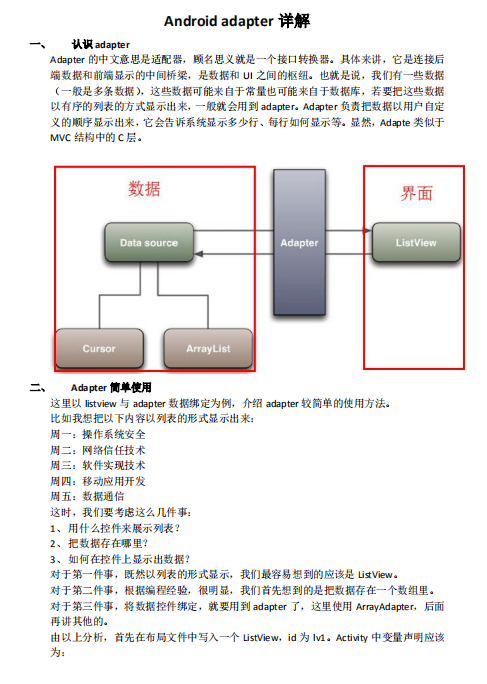 Android adapter 详解
一、 认识 adapter
Adapter 的中文意思是适配器，顾名思义就是一个接口转换器。具体来讲，它是连接后
端数据和前端显示的中间桥梁，是数据和 UI 之间的枢纽。也就是说，我们有一些数据
（一般是多条数据），这些数据可能来自于常量也可能来自于数据库，若要把这些数据
以有序的列表的方式显示出来，一般就会用到 adapter。Adapter 负责把数据以用户自定
义的顺序显示出来，它会告诉系统显示多少行、每行如何显示等。显然，Adapte 类似于
MVC 结构中的 C 层。
数据
界面
Data source
Adapter
ListView
Cursor
ArrayList
二、 Adapter 简单使用
这里以 listview 与 adapter 数据绑定为例，介绍 adapter 较简单的使用方法。
比如我想把以下内容以列表的形式显示出来：
周一：操作系统安全
周二：网络信任技术
周三：软件实现技术
周四：移动应用开发
周五：数据通信
这时，我们要考虑这么几件事：
1、 用什么控件来展示列表？
2、 把数据存在哪里？
3、 如何在控件上显示出数据？
对于第一件事，既然以列表的形式显示，我们最容易想到的应该是 ListView。
对于第二件事，根据编程经验，很明显，我们首先想到的是把数据存在一个数组里。
对于第三件事，将数据控件绑定，就要用到 adapter 了，这里使用 ArrayAdapter，后面
再讲其他的。
由以上分析，首先在布局文件中写入一个 ListView，id 为 lv1。Activity 中变量声明应该
为：